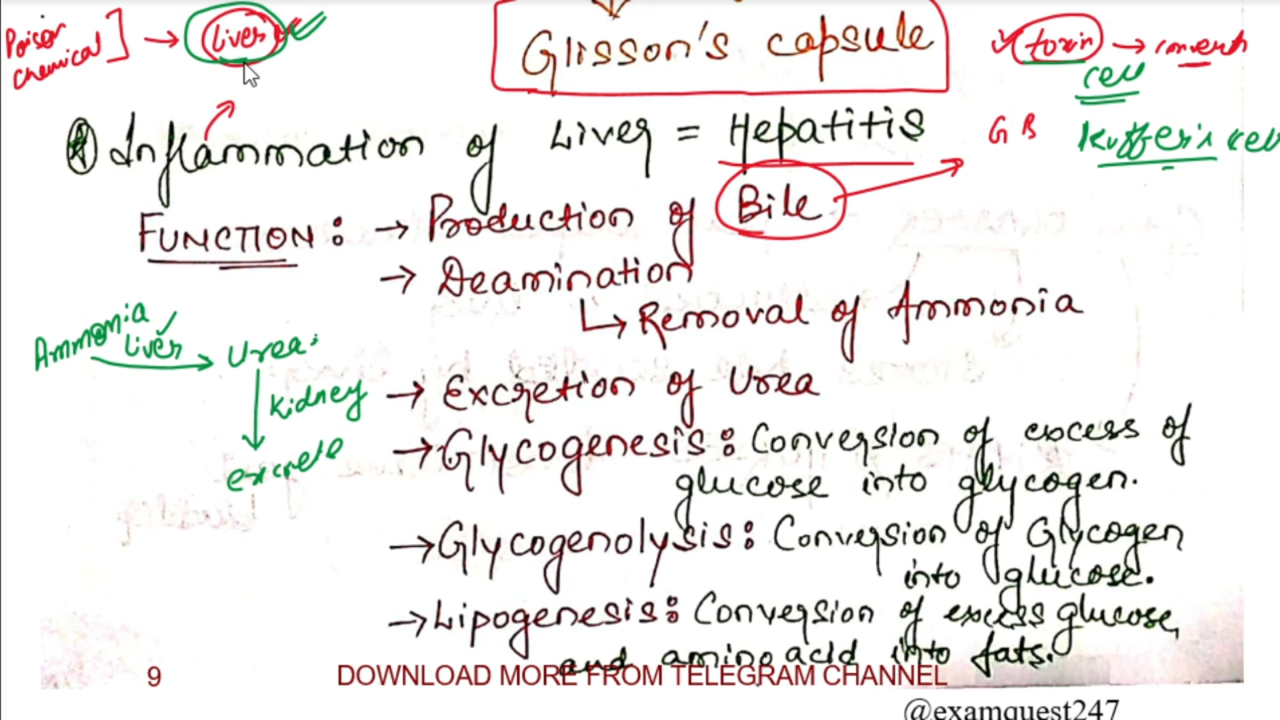 Poison
chemical] → liver
Glisson's capsule
toxin → converts
cell
GB
Kuffer's cell
Inflammation of Liver = Hepatitis
FUNCTION: → Production of Bile
→ Deamination
↳ Removal of Ammonia
Ammonia
liver → Urea
→ Excretion of Urea
kidney
excrete
→ Glycogenesis: Conversion of excess of
glucose into glycogen.
→ Glycogenolysis: Conversion of Glycogen
into glucose.
→ Lipogenesis: Conversion of excess glucose,
and aminoacid into fats.
9 DOWNLOAD MORE FROM TELEGRAM CHANNEL
@examquest247